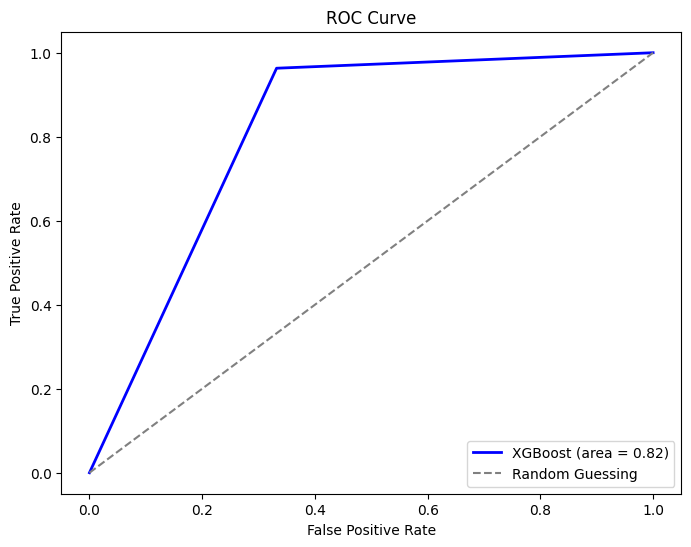 ROC Curve
True Positive Rate
1.0
0.8
0.6
0.4
0.2
0.0
XGBoost (area = 0.82)
Random Guessing
0.0 0.2 0.4 0.6 0.8 1.0
False Positive Rate